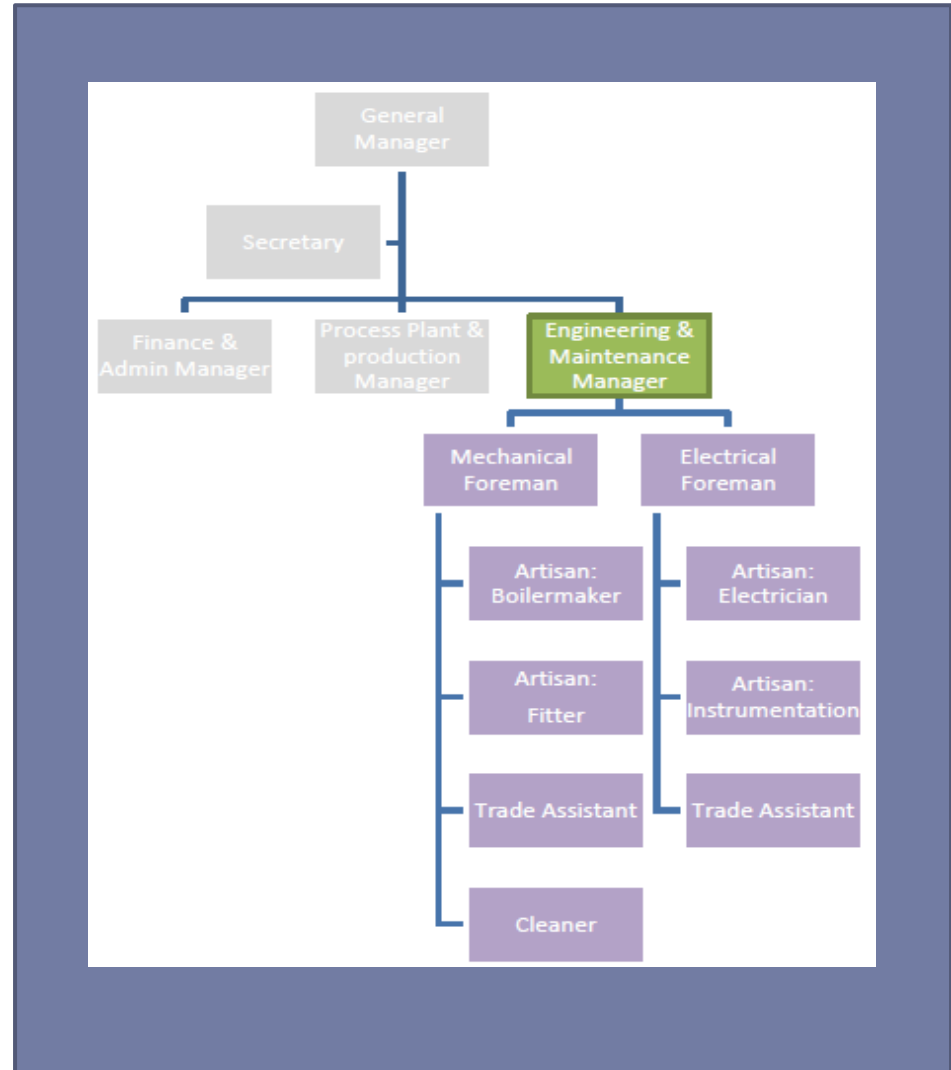 General
Manager
Secretary
Finance &
Admin Manager
Process Plant &
production
Manager
Engineering &
Maintenance
Manager
Mechanical
Foreman
Electrical
Foreman
Artisan:
Boilermaker
Artisan:
Electrician
Artisan:
Fitter
Artisan:
Instrumentation
Trade Assistant
Trade Assistant
Cleaner